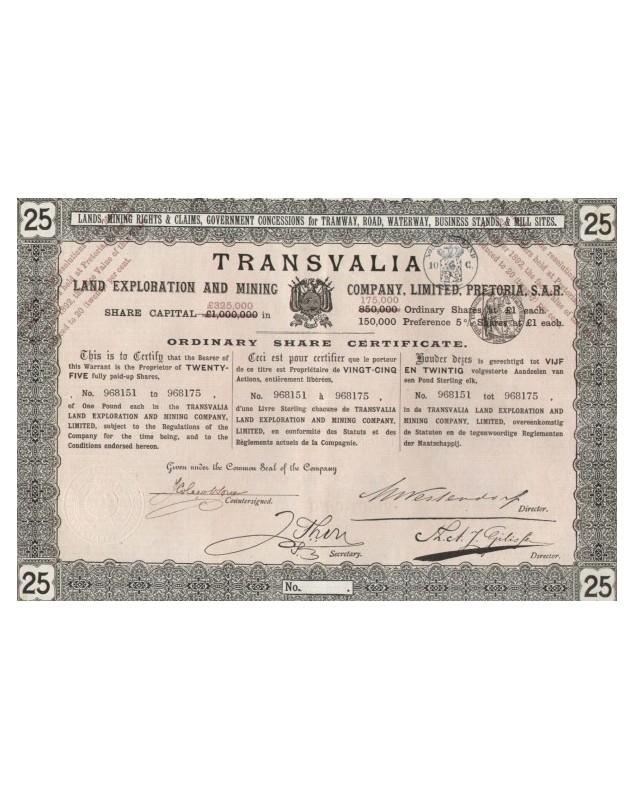 25
25
LANDS, MINING RIGHTS & CLAIMS, GOVERNMENT CONCESSIONS for TRAMWAY, ROAD, WATERWAY, BUSINESS STANDS, & MILL SITES.
TRANSVALIA
LAND EXPLORATION AND MINING COMPANY, LIMITED, PRETORIA, S.A.R.
£325,000 175,000
SHARE CAPITAL £1,000,000 in 850,000 Ordinary Shares at £1 each.
150,000 Preference 5% Shares at £1 each.
ORDINARY SHARE CERTIFICATE.
This is to Certify that the Bearer of
this Warrant is the Proprietor of TWENTY-
FIVE fully paid-up Shares,
No. 968151 to 968175 ,
of One Pound each in the TRANSVALIA
LAND EXPLORATION AND MINING COMPANY,
LIMITED, subject to the Regulations of the
Company for the time being, and to the
Conditions endorsed hereon.
Ceci est pour certifier que le porteur
de ce titre est Propriétaire de VINGT-CINQ
Actions, entièrement libérées,
No. 968151 à 968175 ,
d'une Livre Sterling chacune de TRANSVALIA
LAND EXPLORATION AND MINING COMPANY,
LIMITED, en conformité des Statuts et des
Règlements actuels de la Compagnie.
Houder dezes is gerechtigd tot VIJF
EN TWINTIG volgestorte Aandeelen van
een Pond Sterling elk,
No. 968151 tot 968175 ,
in de TRANSVALIA LAND EXPLORATION AND
MINING COMPANY, LIMITED, overeenkomstig
de Statuten en de tegenwoordige Reglementen
der Maatschappij.
Given under the Common Seal of the Company
Countersigned.
Director.
Secretary.
Director.
25
No. .
25